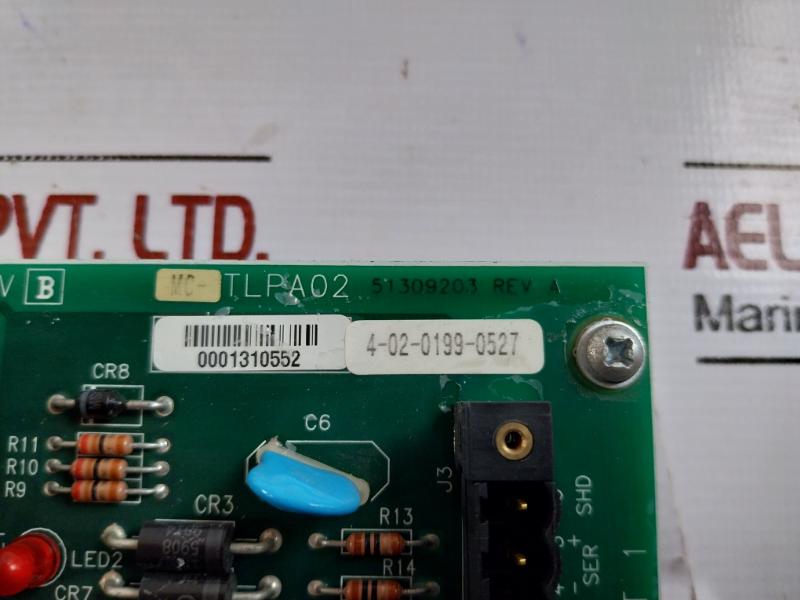 PVT. LTD.
AEL
Marin
V B MC- TLPA02 51309203 REV A
0001310552
4-02-0199-0527
CR8
C6
R11
R10
R9
J3
SHD
CR3
R13
+
SER
-
LED2
CR7
R14
T 1